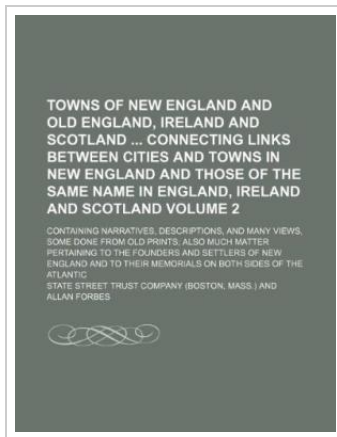 TOWNS OF NEW ENGLAND AND
OLD ENGLAND, IRELAND AND
SCOTLAND ... CONNECTING LINKS
BETWEEN CITIES AND TOWNS IN
NEW ENGLAND AND THOSE OF THE
SAME NAME IN ENGLAND, IRELAND
AND SCOTLAND VOLUME 2
CONTAINING NARRATIVES, DESCRIPTIONS, AND MANY VIEWS,
SOME DONE FROM OLD PRINTS; ALSO MUCH MATTER
PERTAINING TO THE FOUNDERS AND SETTLERS OF NEW
ENGLAND AND TO THEIR MEMORIALS ON BOTH SIDES OF THE
ATLANTIC
STATE STREET TRUST COMPANY (BOSTON, MASS.) AND
ALLAN FORBES